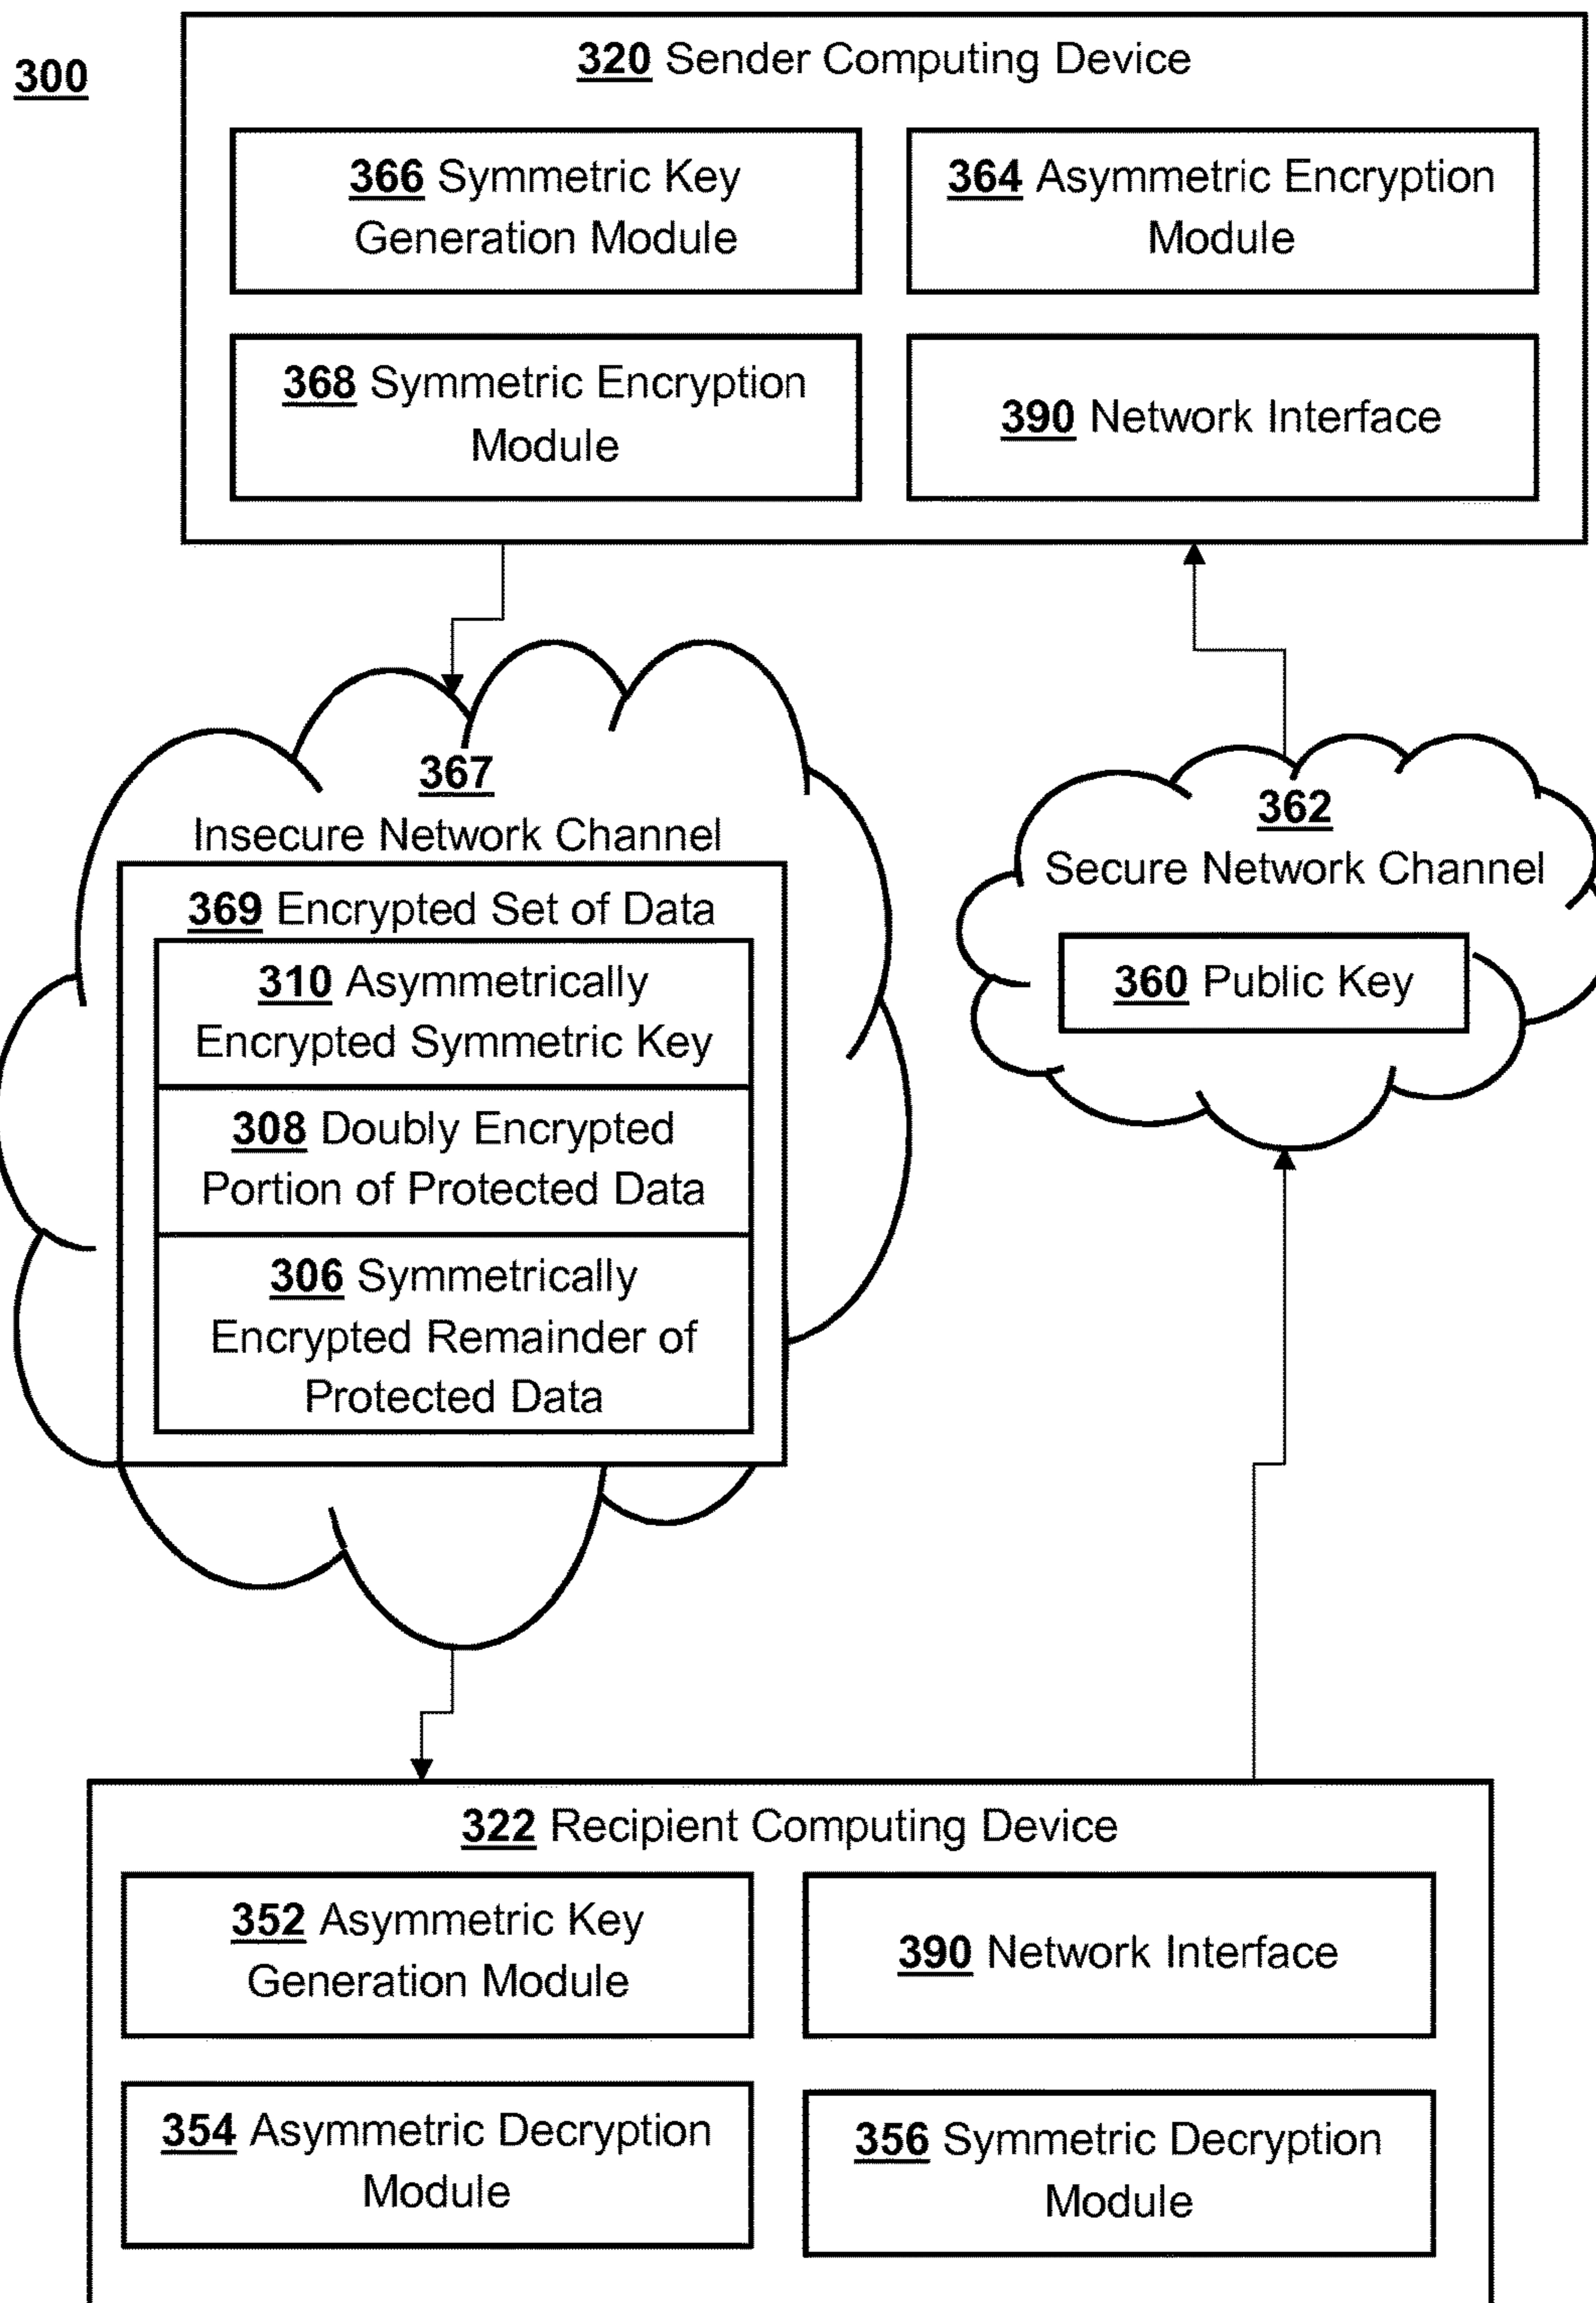 300
320 Sender Computing Device
366 Symmetric Key
Generation Module
364 Asymmetric Encryption
Module
368 Symmetric Encryption
Module
390 Network Interface
367
Insecure Network Channel
369 Encrypted Set of Data
310 Asymmetrically
Encrypted Symmetric Key
308 Doubly Encrypted
Portion of Protected Data
306 Symmetrically
Encrypted Remainder of
Protected Data
362
Secure Network Channel
360 Public Key
322 Recipient Computing Device
352 Asymmetric Key
Generation Module
390 Network Interface
354 Asymmetric Decryption
Module
356 Symmetric Decryption
Module